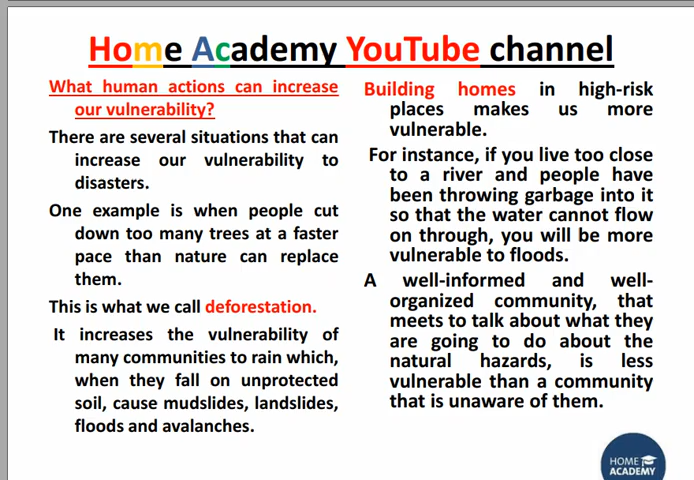 Home Academy YouTube channel
What human actions can increase
our vulnerability?
There are several situations that can
increase our vulnerability to
disasters.
One example is when people cut
down too many trees at a faster
pace than nature can replace
them.
This is what we call deforestation.
It increases the vulnerability of
many communities to rain which,
when they fall on unprotected
soil, cause mudslides, landslides,
floods and avalanches.
Building homes in high-risk
places makes us more
vulnerable.
For instance, if you live too close
to a river and people have
been throwing garbage into it
so that the water cannot flow
on through, you will be more
vulnerable to floods.
A well-informed and well-
organized community, that
meets to talk about what they
are going to do about the
natural hazards, is less
vulnerable than a community
that is unaware of them.
HOME
ACADEMY